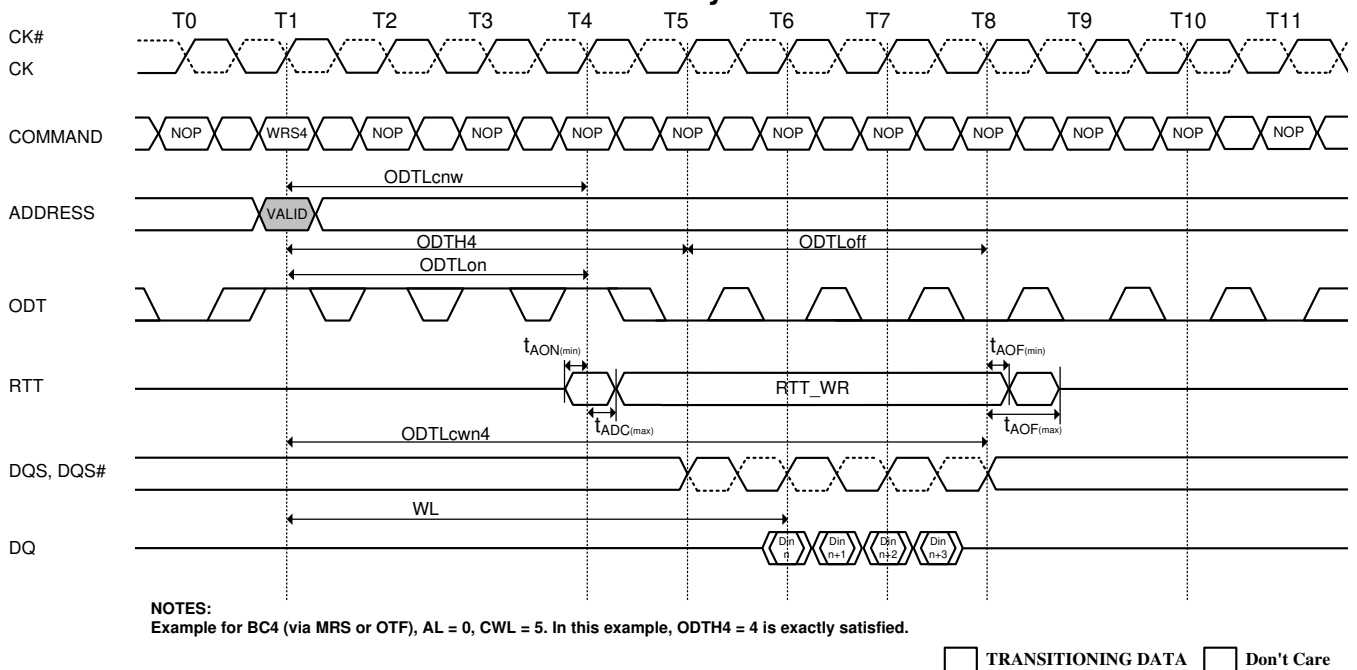 T0 T1 T2 T3 T4 T5 T6 T7 T8 T9 T10 T11
CK#
CK
COMMAND NOP WRS4 NOP NOP NOP NOP NOP NOP NOP NOP NOP NOP
ODTLcnw
ADDRESS VALID
ODTH4 ODTLoff
ODTLon
ODT
tAON(min) tAOF(min)
RTT RTT_WR
tADC(max) tAOF(max)
ODTLcwn4
DQS, DQS#
WL
DQ Din n Din n+1 Din n+2 Din n+3
NOTES:
Example for BC4 (via MRS or OTF), AL = 0, CWL = 5. In this example, ODTH4 = 4 is exactly satisfied.
TRANSITIONING DATA Don't Care